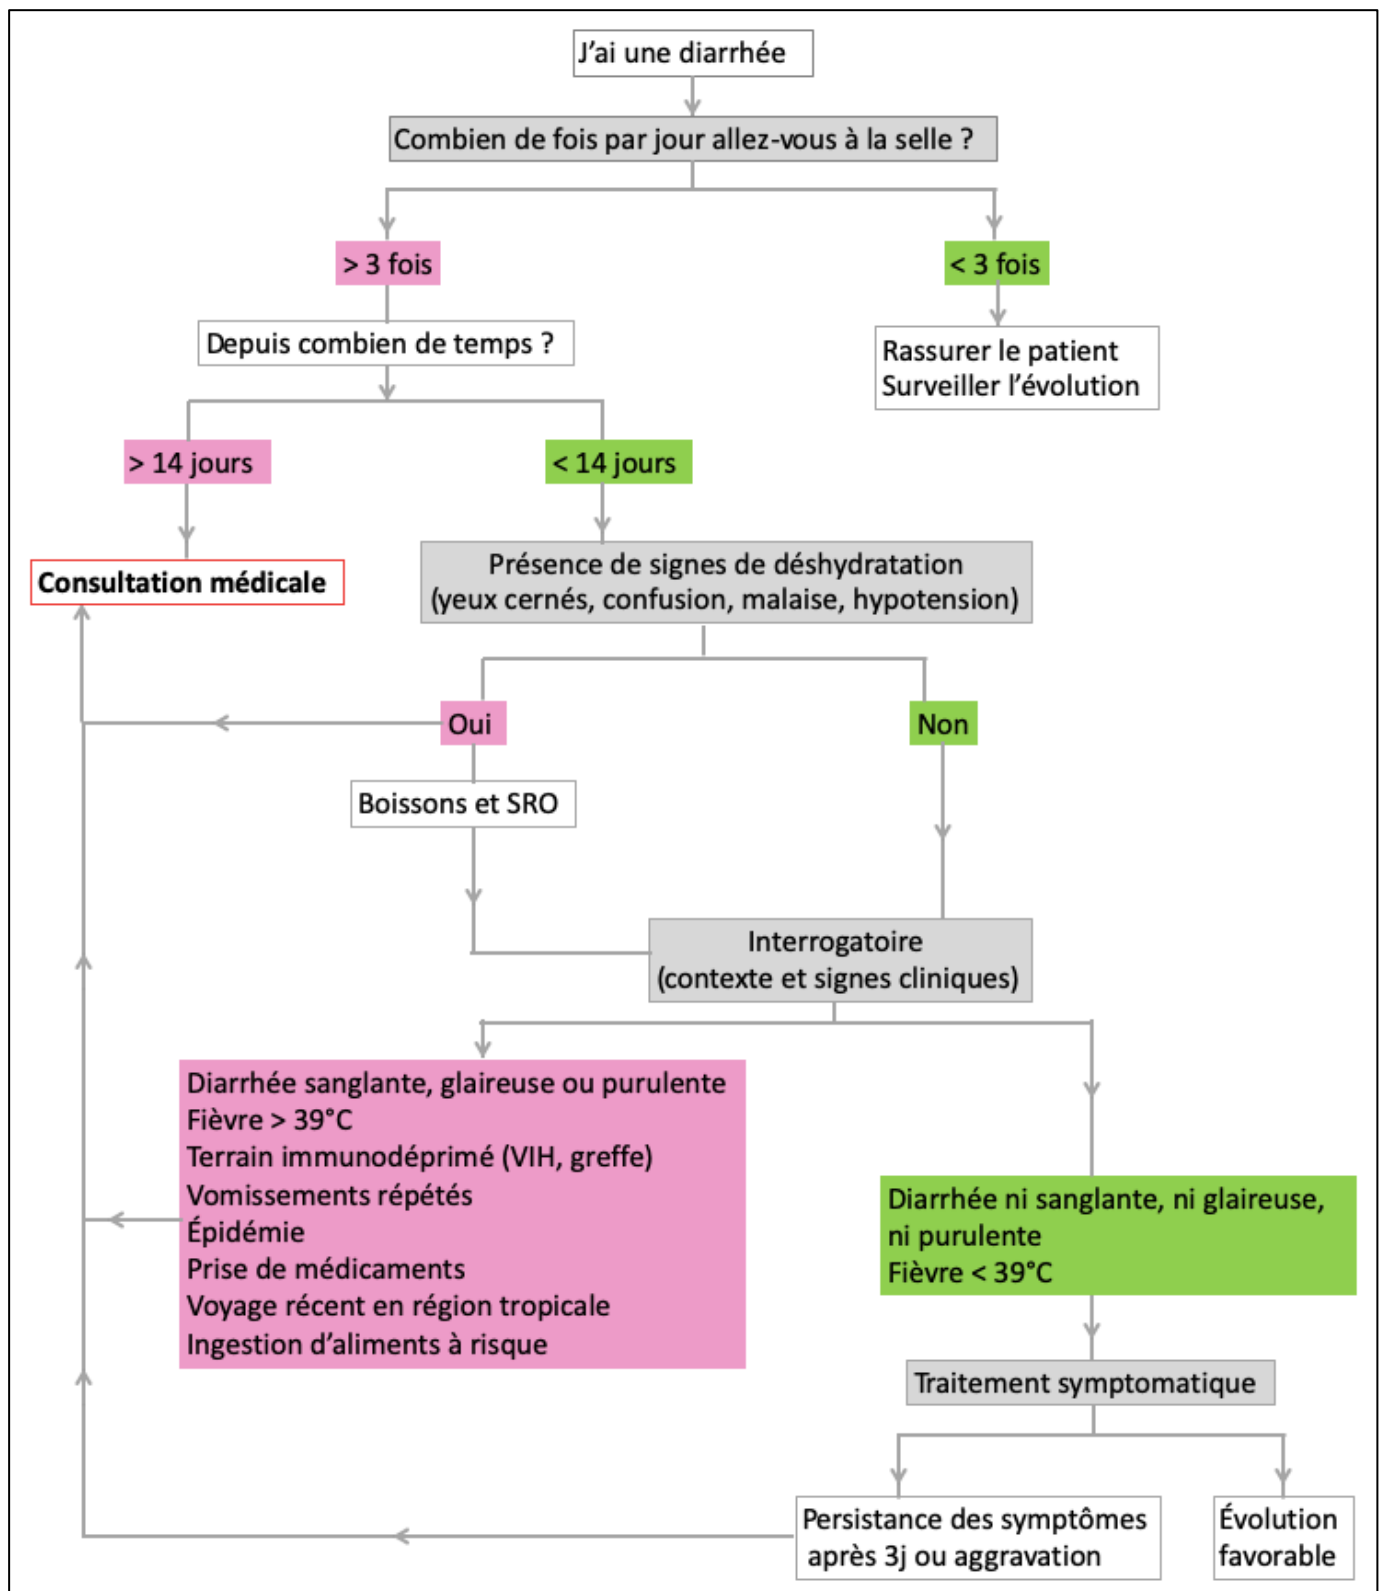 J'ai une diarrhée
Combien de fois par jour allez-vous à la selle ?
> 3 fois
< 3 fois
Depuis combien de temps ?
Rassurer le patient
Surveiller l'évolution
> 14 jours
< 14 jours
Consultation médicale
Présence de signes de déshydratation
(yeux cernés, confusion, malaise, hypotension)
Oui
Non
Boissons et SRO
Interrogatoire
(contexte et signes cliniques)
Diarrhée sanglante, glaireuse ou purulente
Fièvre > 39°C
Terrain immunodéprimé (VIH, greffe)
Vomissements répétés
Épidémie
Prise de médicaments
Voyage récent en région tropicale
Ingestion d'aliments à risque
Diarrhée ni sanglante, ni glaireuse,
ni purulente
Fièvre < 39°C
Traitement symptomatique
Persistance des symptômes
après 3j ou aggravation
Évolution
favorable